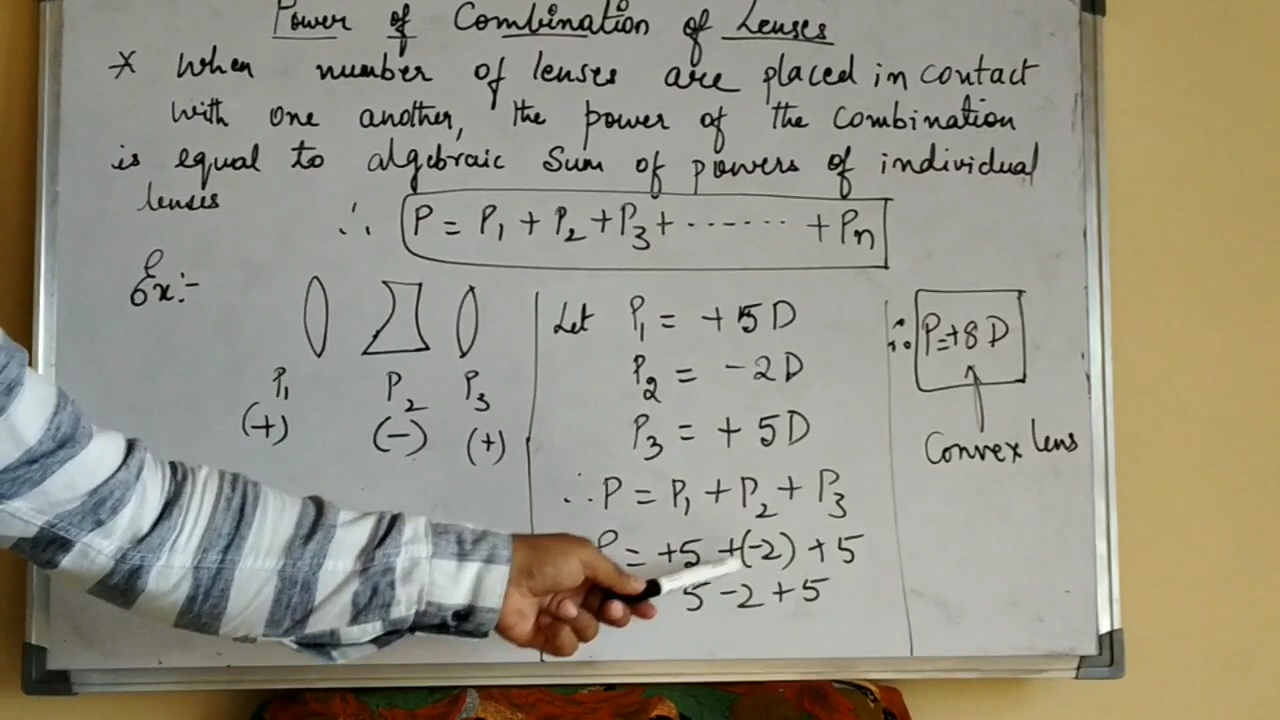 Power of Combination of Lenses
* When number of lenses are placed in contact
with one another, the power of the combination
is equal to algebraic Sum of powers of individual
lenses
∴ P = P₁ + P₂ + P₃ + ······· + Pn
Ex:-
P₁ P₂ P₃
(+) (-) (+)
Let P₁ = +5D
P₂ = -2D
P₃ = +5D
∴ P = P₁ + P₂ + P₃
P = +5 +(-2) +5
5-2+5
∴ P=+8D
Convex lens